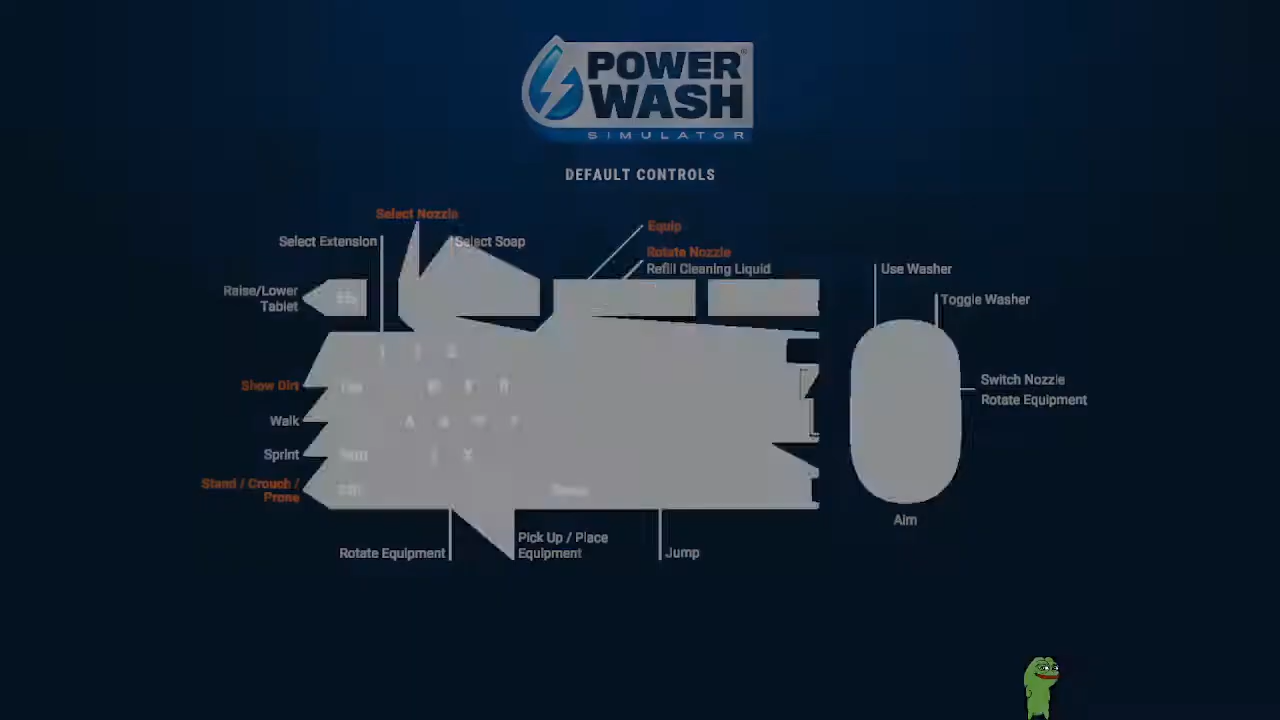 POWER
WASH
SIMULATOR
DEFAULT CONTROLS
Select Nozzle
Equip
Select Extension
Select Soap
Rotate Nozzle
Refill Cleaning Liquid
Use Washer
Raise/Lower
Tablet
Toggle Washer
Show Dirt
Switch Nozzle
Rotate Equipment
Walk
Sprint
Stand / Crouch /
Prone
Aim
Rotate Equipment
Pick Up / Place
Equipment
Jump